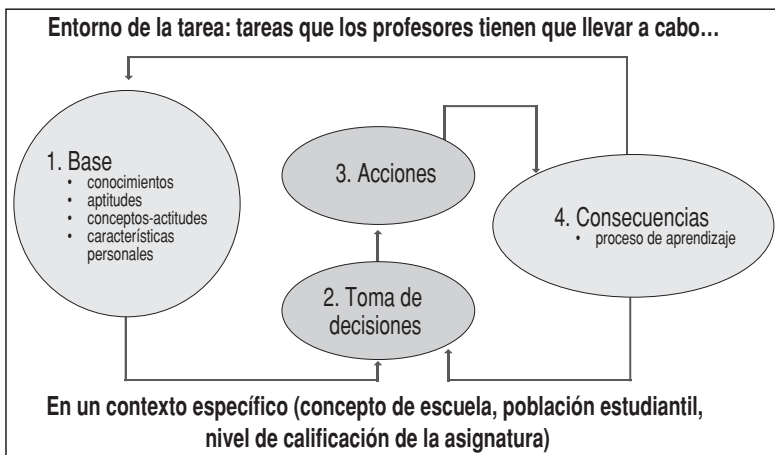 Entorno de la tarea: tareas que los profesores tienen que llevar a cabo…
1. Base
• conocimientos
• aptitudes
• conceptos-actitudes
• características
personales
3. Acciones
4. Consecuencias
• proceso de aprendizaje
2. Toma de
decisiones
En un contexto específico (concepto de escuela, población estudiantil,
nivel de calificación de la asignatura)